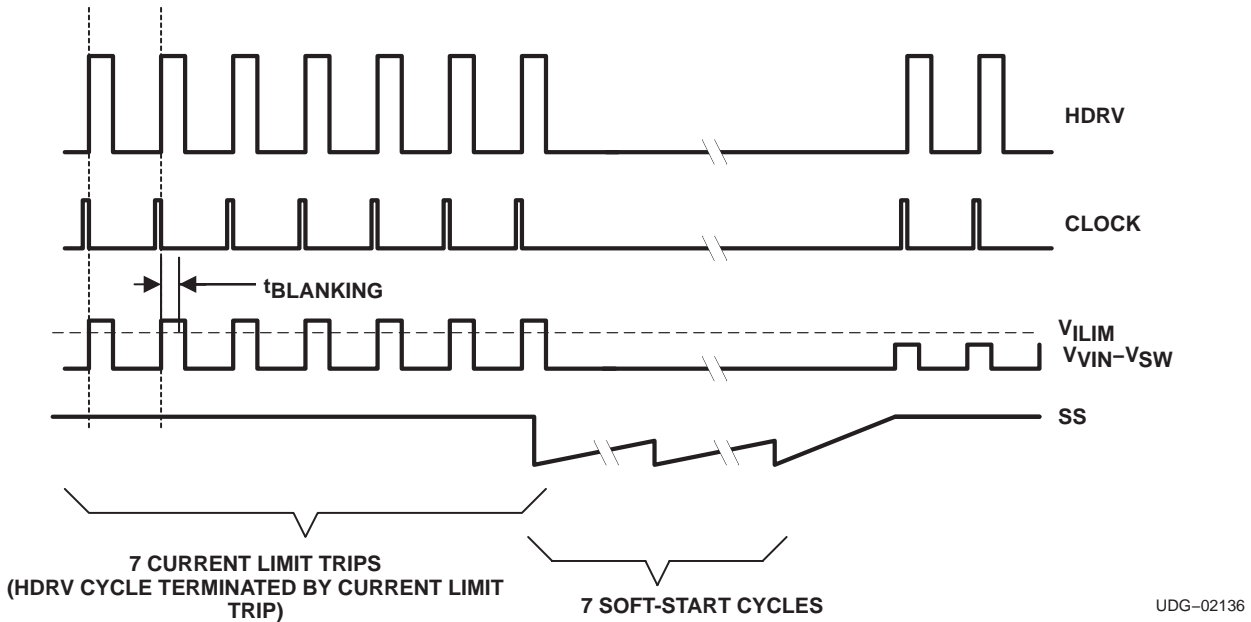 HDRV
CLOCK
tBLANKING
VILIM
VVIN−VSW
SS
7 CURRENT LIMIT TRIPS
(HDRV CYCLE TERMINATED BY CURRENT LIMIT
TRIP)
7 SOFT-START CYCLES
UDG−02136